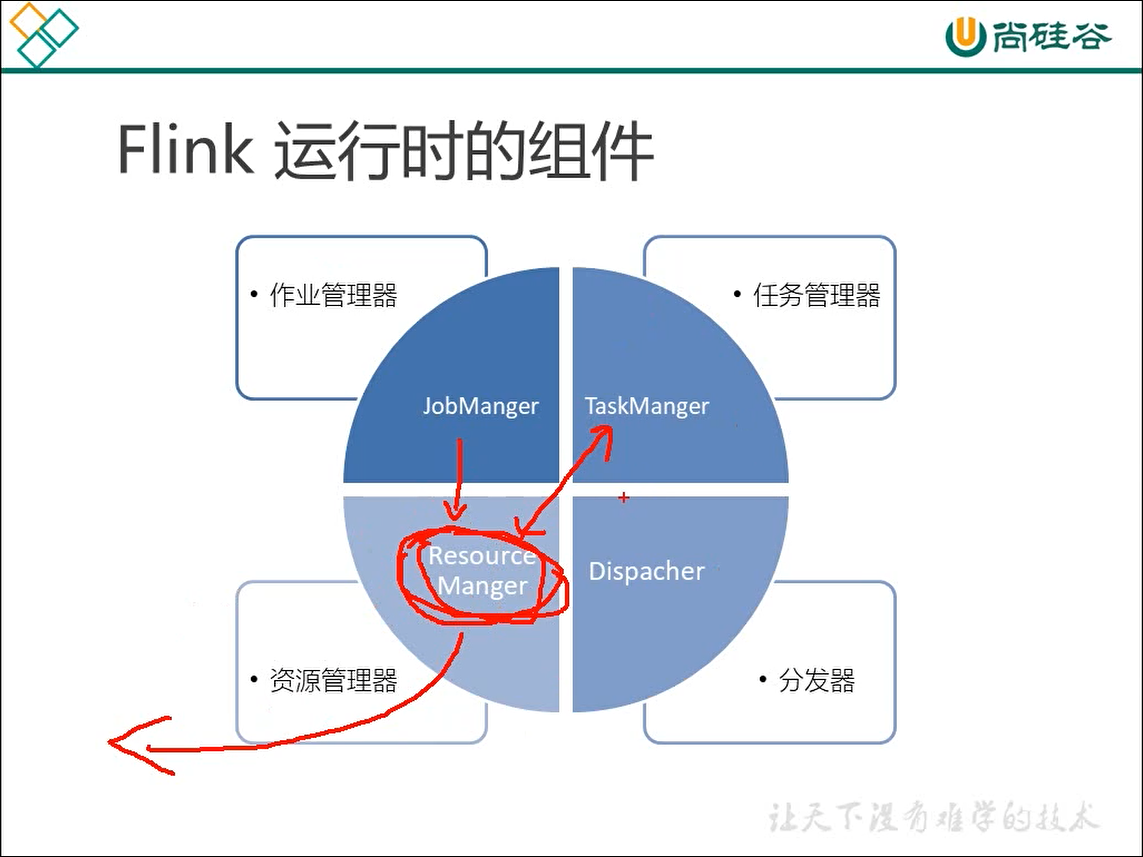 尚硅谷
Flink 运行时的组件
• 作业管理器
• 任务管理器
JobManger
TaskManger
Resource
Manger
Dispacher
• 资源管理器
• 分发器
让天下没有难学的技术